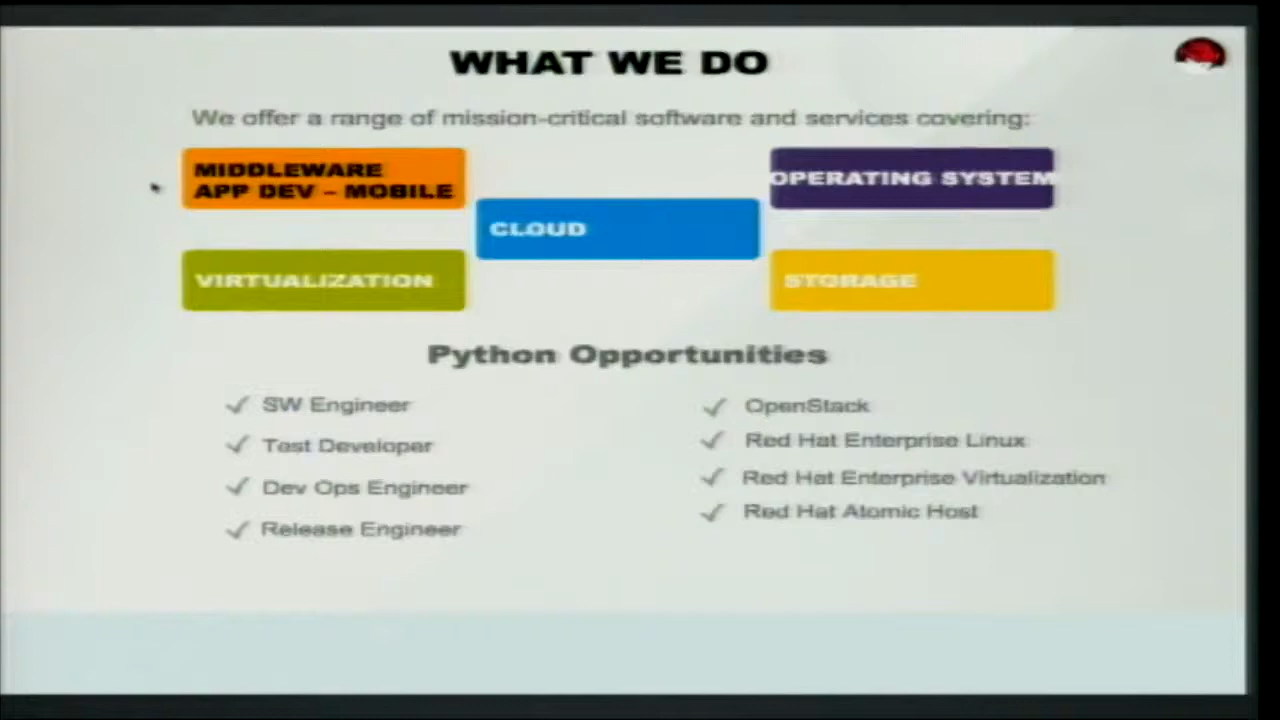 WHAT WE DO
We offer a range of mission-critical software and services covering:
MIDDLEWARE
APP DEV – MOBILE
OPERATING SYSTEM
CLOUD
VIRTUALIZATION
STORAGE
Python Opportunities
SW Engineer
Test Developer
Dev Ops Engineer
Release Engineer
OpenStack
Red Hat Enterprise Linux
Red Hat Enterprise Virtualization
Red Hat Atomic Host